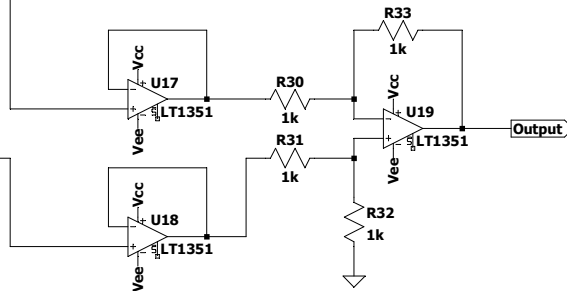 R33
1k
Vcc
U17
LT1351
Vee
R30
1k
Vcc
U19
LT1351
Vee
Output
R31
1k
Vcc
U18
LT1351
Vee
R32
1k